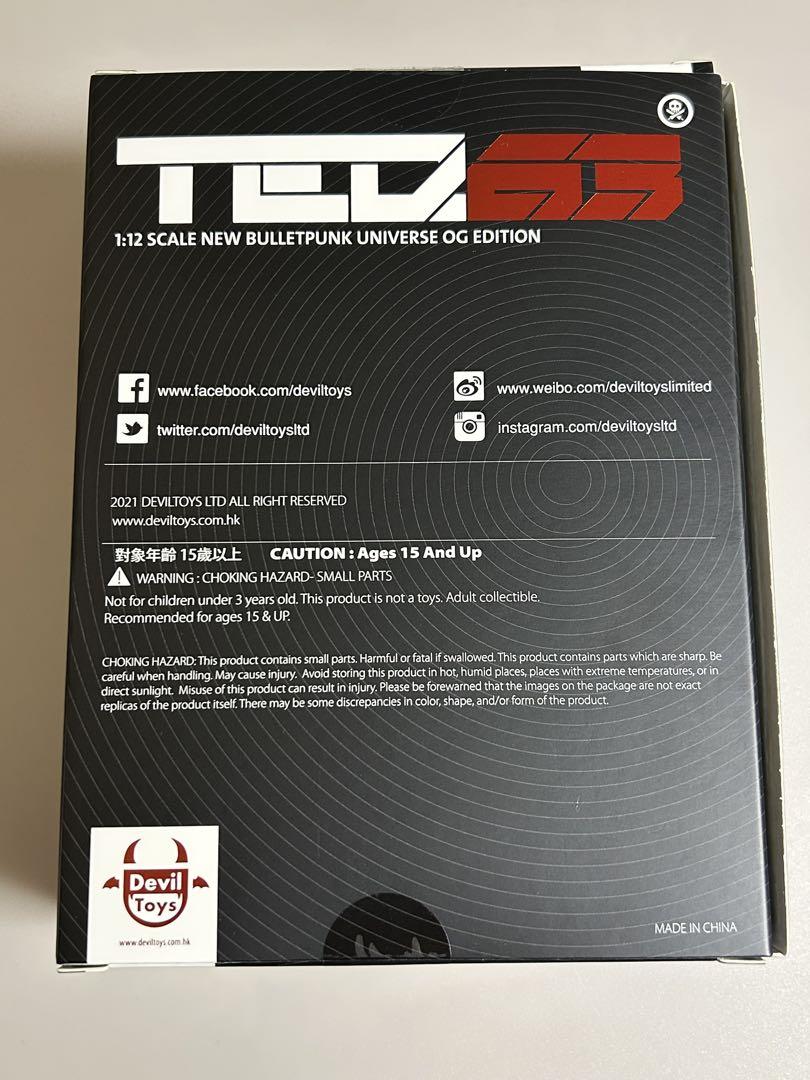 TEQ63
1:12 SCALE NEW BULLETPUNK UNIVERSE OG EDITION
www.facebook.com/deviltoys
www.weibo.com/deviltoyslimited
twitter.com/deviltoysltd
instagram.com/deviltoysltd
2021 DEVILTOYS LTD ALL RIGHT RESERVED
www.deviltoys.com.hk
對象年齡 15歲以上 CAUTION : Ages 15 And Up
WARNING : CHOKING HAZARD- SMALL PARTS
Not for children under 3 years old. This product is not a toys. Adult collectible.
Recommended for ages 15 & UP.
CHOKING HAZARD: This product contains small parts. Harmful or fatal if swallowed. This product contains parts which are sharp. Be
careful when handling. May cause injury. Avoid storing this product in hot, humid places, places with extreme temperatures, or in
direct sunlight. Misuse of this product can result in injury. Please be forewarned that the images on the package are not exact
replicas of the product itself. There may be some discrepancies in color, shape, and/or form of the product.
Devil
Toys
www.deviltoys.com.hk
MADE IN CHINA